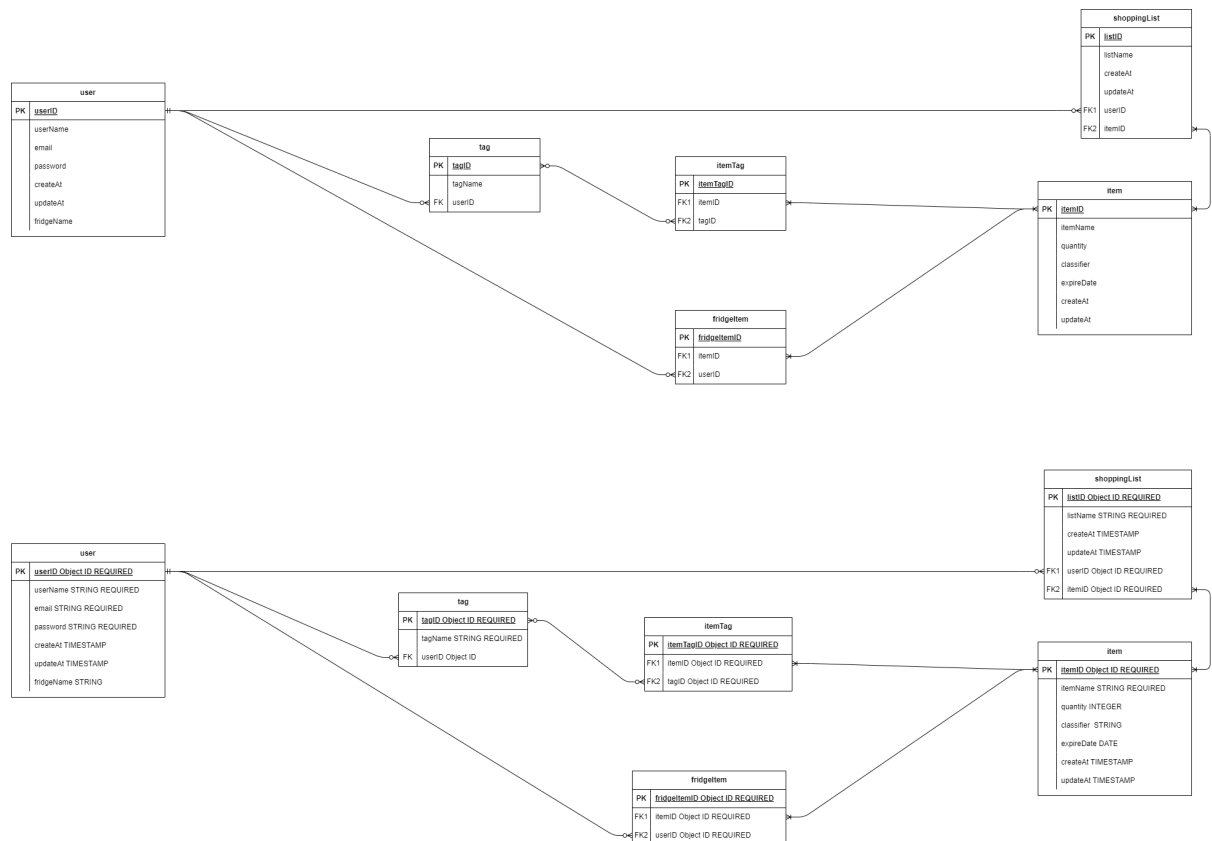 shoppingList
PK listID
listName
createAt
updateAt
FK1 userID
FK2 itemID
user
PK userID
userName
email
password
createAt
updateAt
fridgeName
tag
PK tagID
tagName
FK userID
itemTag
PK itemTagID
FK1 itemID
FK2 tagID
item
PK itemID
itemName
quantity
classifier
expireDate
createAt
updateAt
fridgeItem
PK fridgeItemID
FK1 itemID
FK2 userID
shoppingList
PK listID Object ID REQUIRED
listName STRING REQUIRED
createAt TIMESTAMP
updateAt TIMESTAMP
FK1 userID Object ID REQUIRED
FK2 itemID Object ID REQUIRED
user
PK userID Object ID REQUIRED
userName STRING REQUIRED
email STRING REQUIRED
password STRING REQUIRED
createAt TIMESTAMP
updateAt TIMESTAMP
fridgeName STRING
tag
PK tagID Object ID REQUIRED
tagName STRING REQUIRED
FK userID Object ID
itemTag
PK itemTagID Object ID REQUIRED
FK1 itemID Object ID REQUIRED
FK2 tagID Object ID REQUIRED
item
PK itemID Object ID REQUIRED
itemName STRING REQUIRED
quantity INTEGER
classifier STRING
expireDate DATE
createAt TIMESTAMP
updateAt TIMESTAMP
fridgeItem
PK fridgeItemID Object ID REQUIRED
FK1 itemID Object ID REQUIRED
FK2 userID Object ID REQUIRED